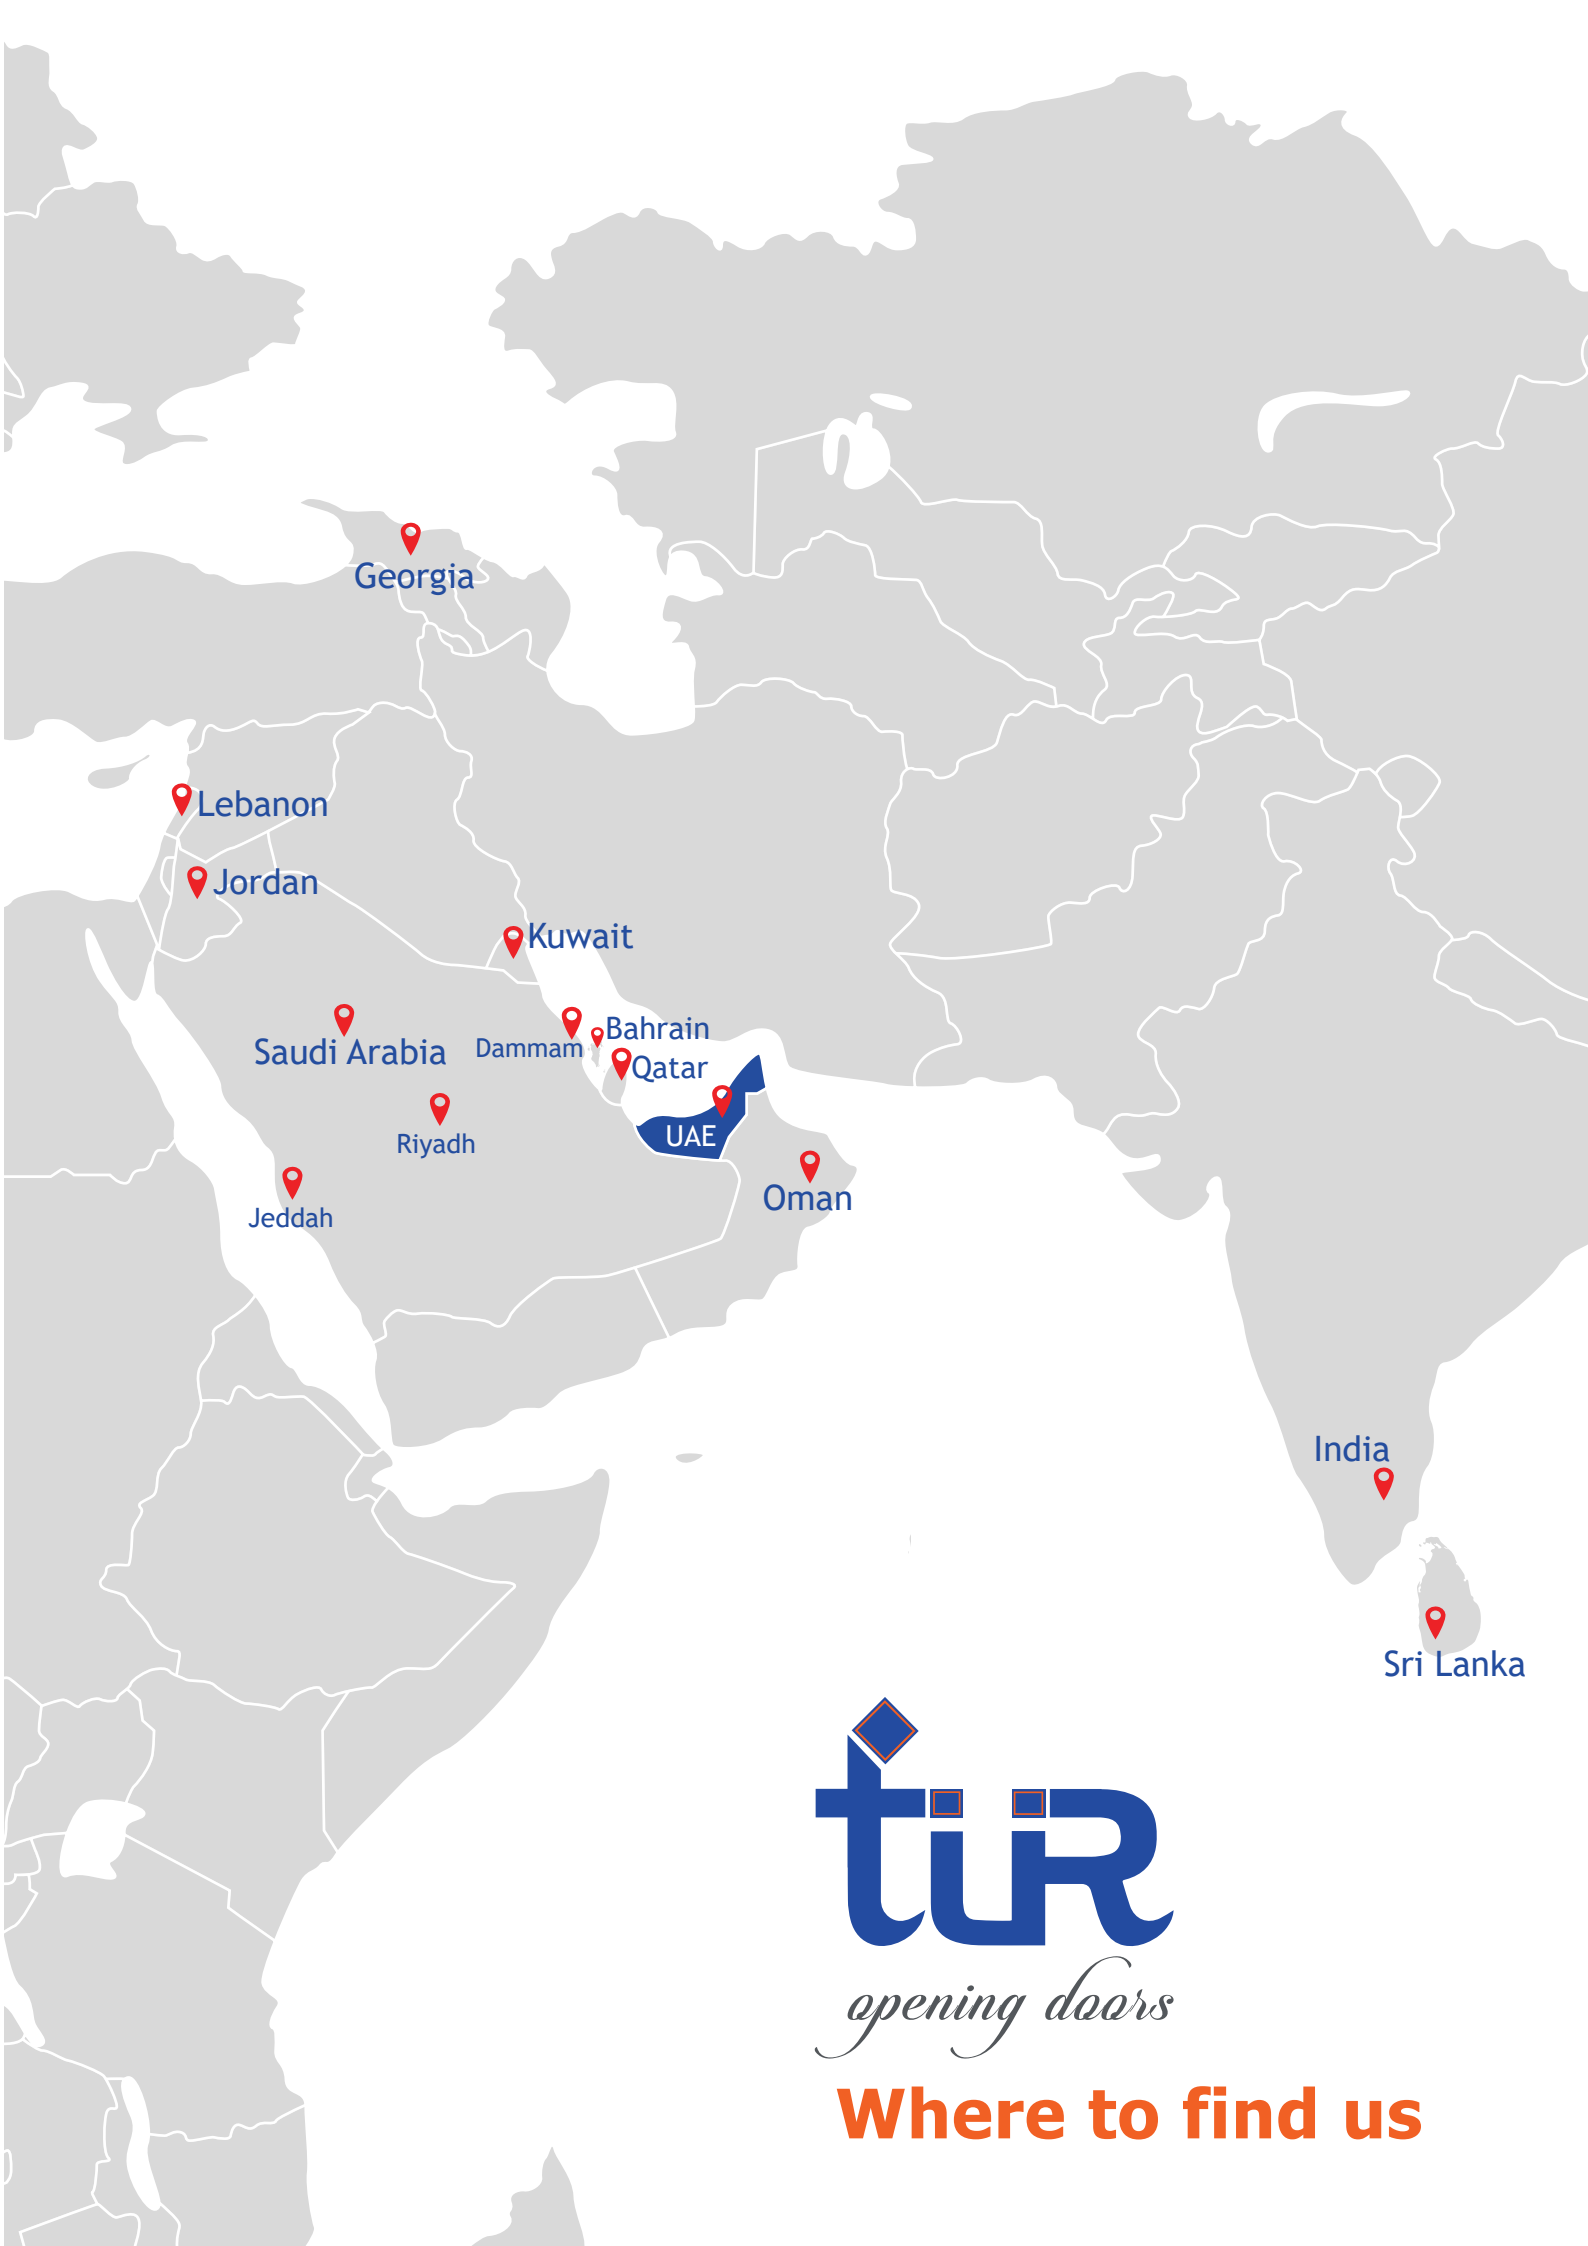 Georgia
Lebanon
Jordan
Kuwait
Saudi Arabia
Dammam
Bahrain
Qatar
Riyadh
UAE
Jeddah
Oman
India
Sri Lanka
tüR
opening doors
Where to find us